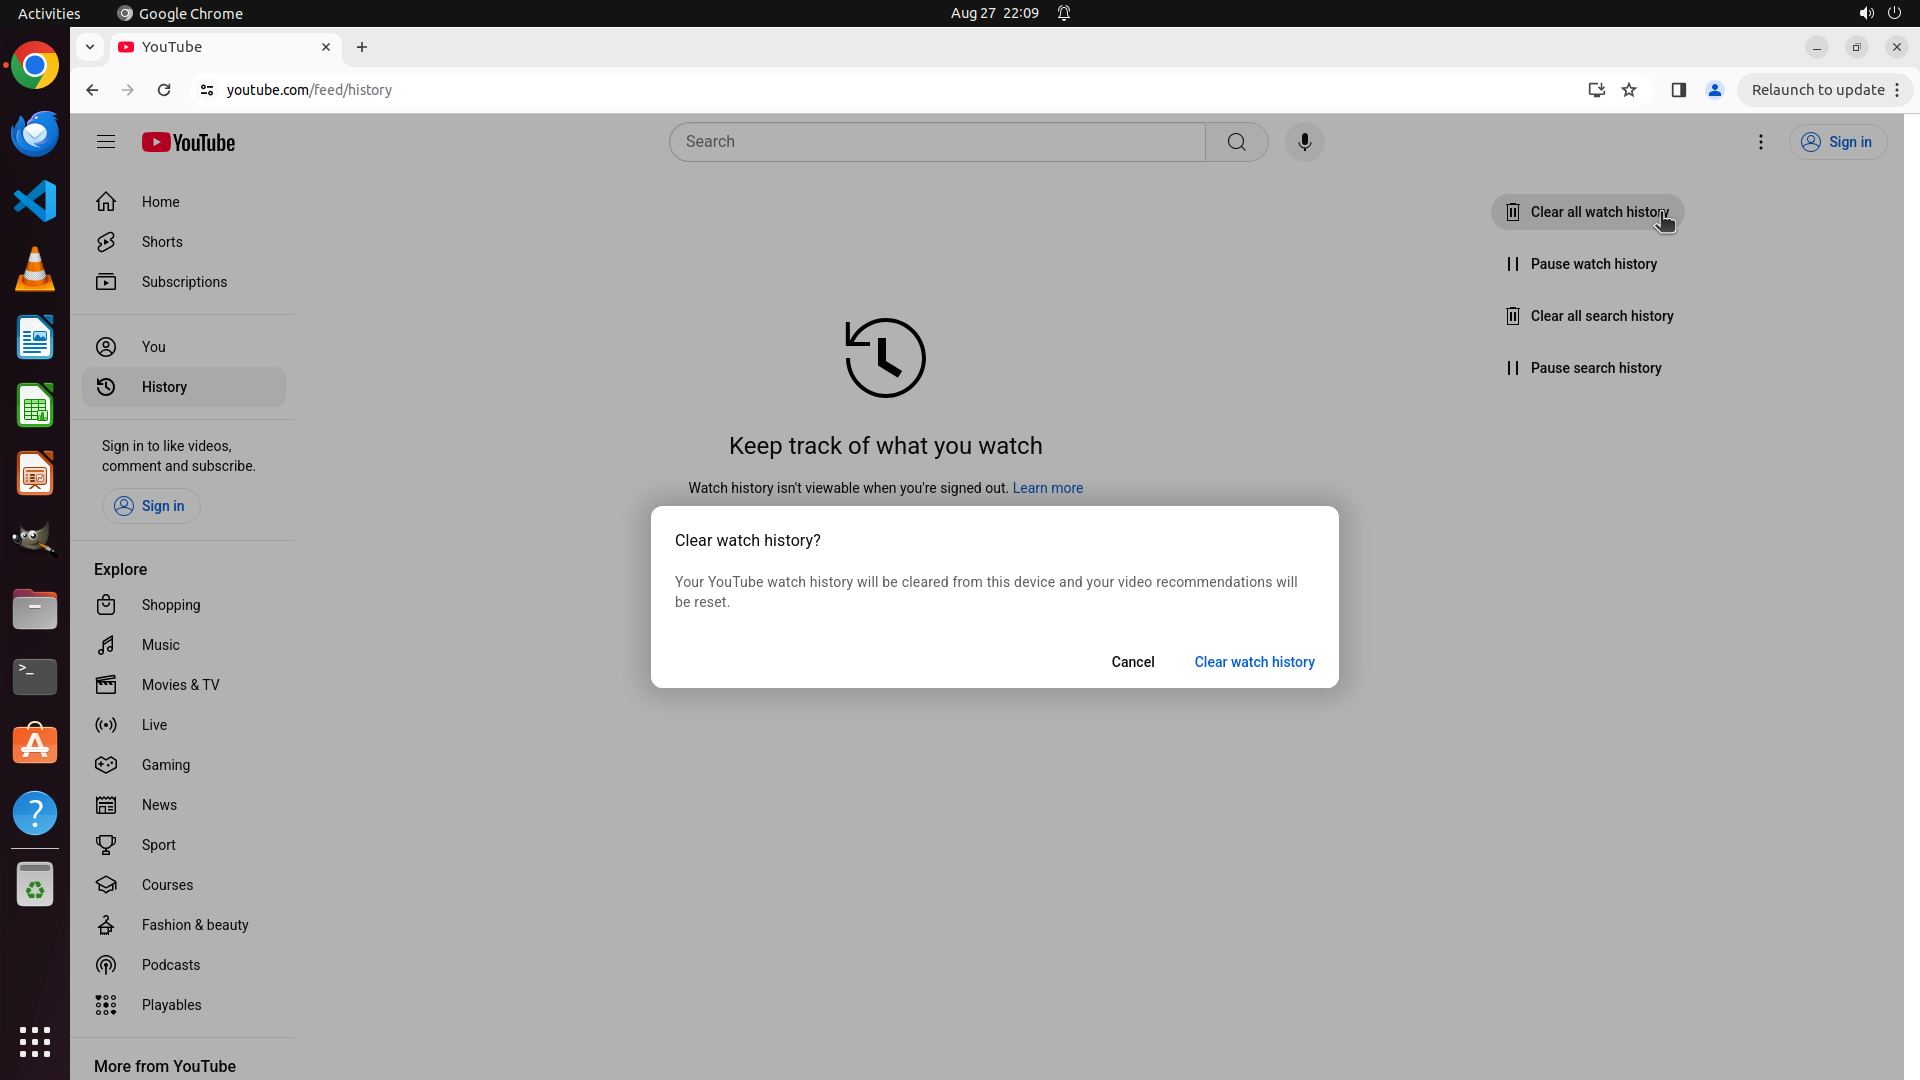 Activities
Google Chrome
Aug 27 22:09
YouTube
youtube.com/feed/history
Relaunch to update
YouTube
Search
Sign in
Home
Shorts
Subscriptions
You
History
Sign in to like videos,
comment and subscribe.
Sign in
Explore
Shopping
Music
Movies & TV
Live
Gaming
News
Sport
Courses
Fashion & beauty
Podcasts
Playables
More from YouTube
Clear all watch history
Pause watch history
Clear all search history
Pause search history
Keep track of what you watch
Watch history isn't viewable when you're signed out. Learn more
Clear watch history?
Your YouTube watch history will be cleared from this device and your video recommendations will
be reset.
Cancel
Clear watch history